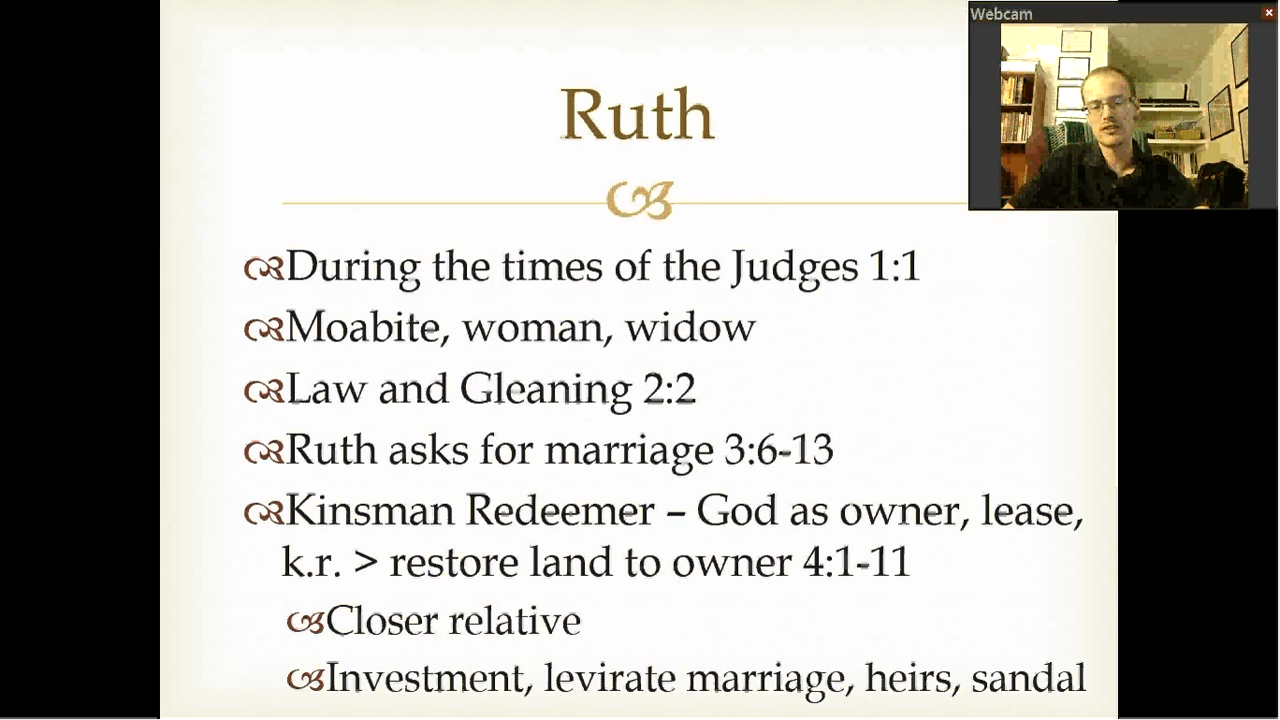 Webcam
Ruth
During the times of the Judges 1:1
Moabite, woman, widow
Law and Gleaning 2:2
Ruth asks for marriage 3:6-13
Kinsman Redeemer – God as owner, lease,
k.r. > restore land to owner 4:1-11
Closer relative
Investment, levirate marriage, heirs, sandal